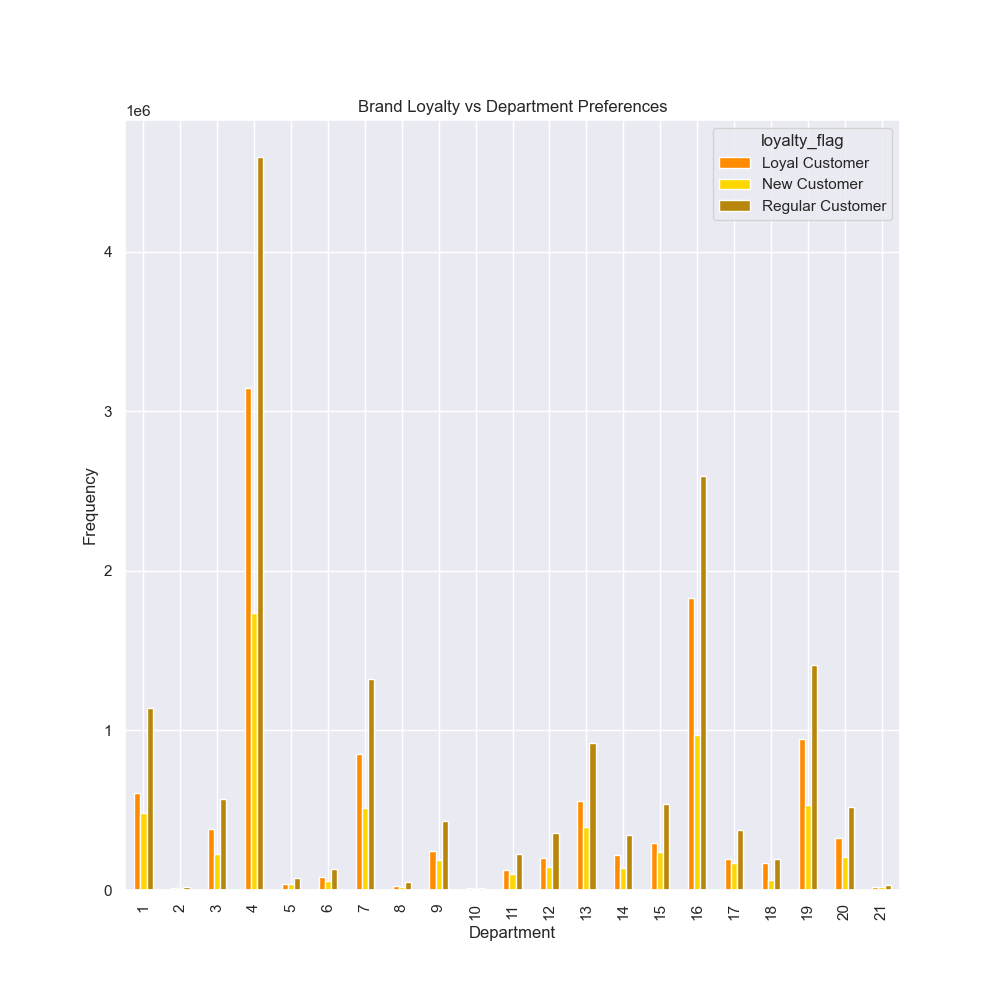 Brand Loyalty vs Department Preferences
1e6
loyalty_flag
Loyal Customer
New Customer
Regular Customer
4
3
2
1
0
Frequency
1 2 3 4 5 6 7 8 9 10 11 12 13 14 15 16 17 18 19 20 21
Department